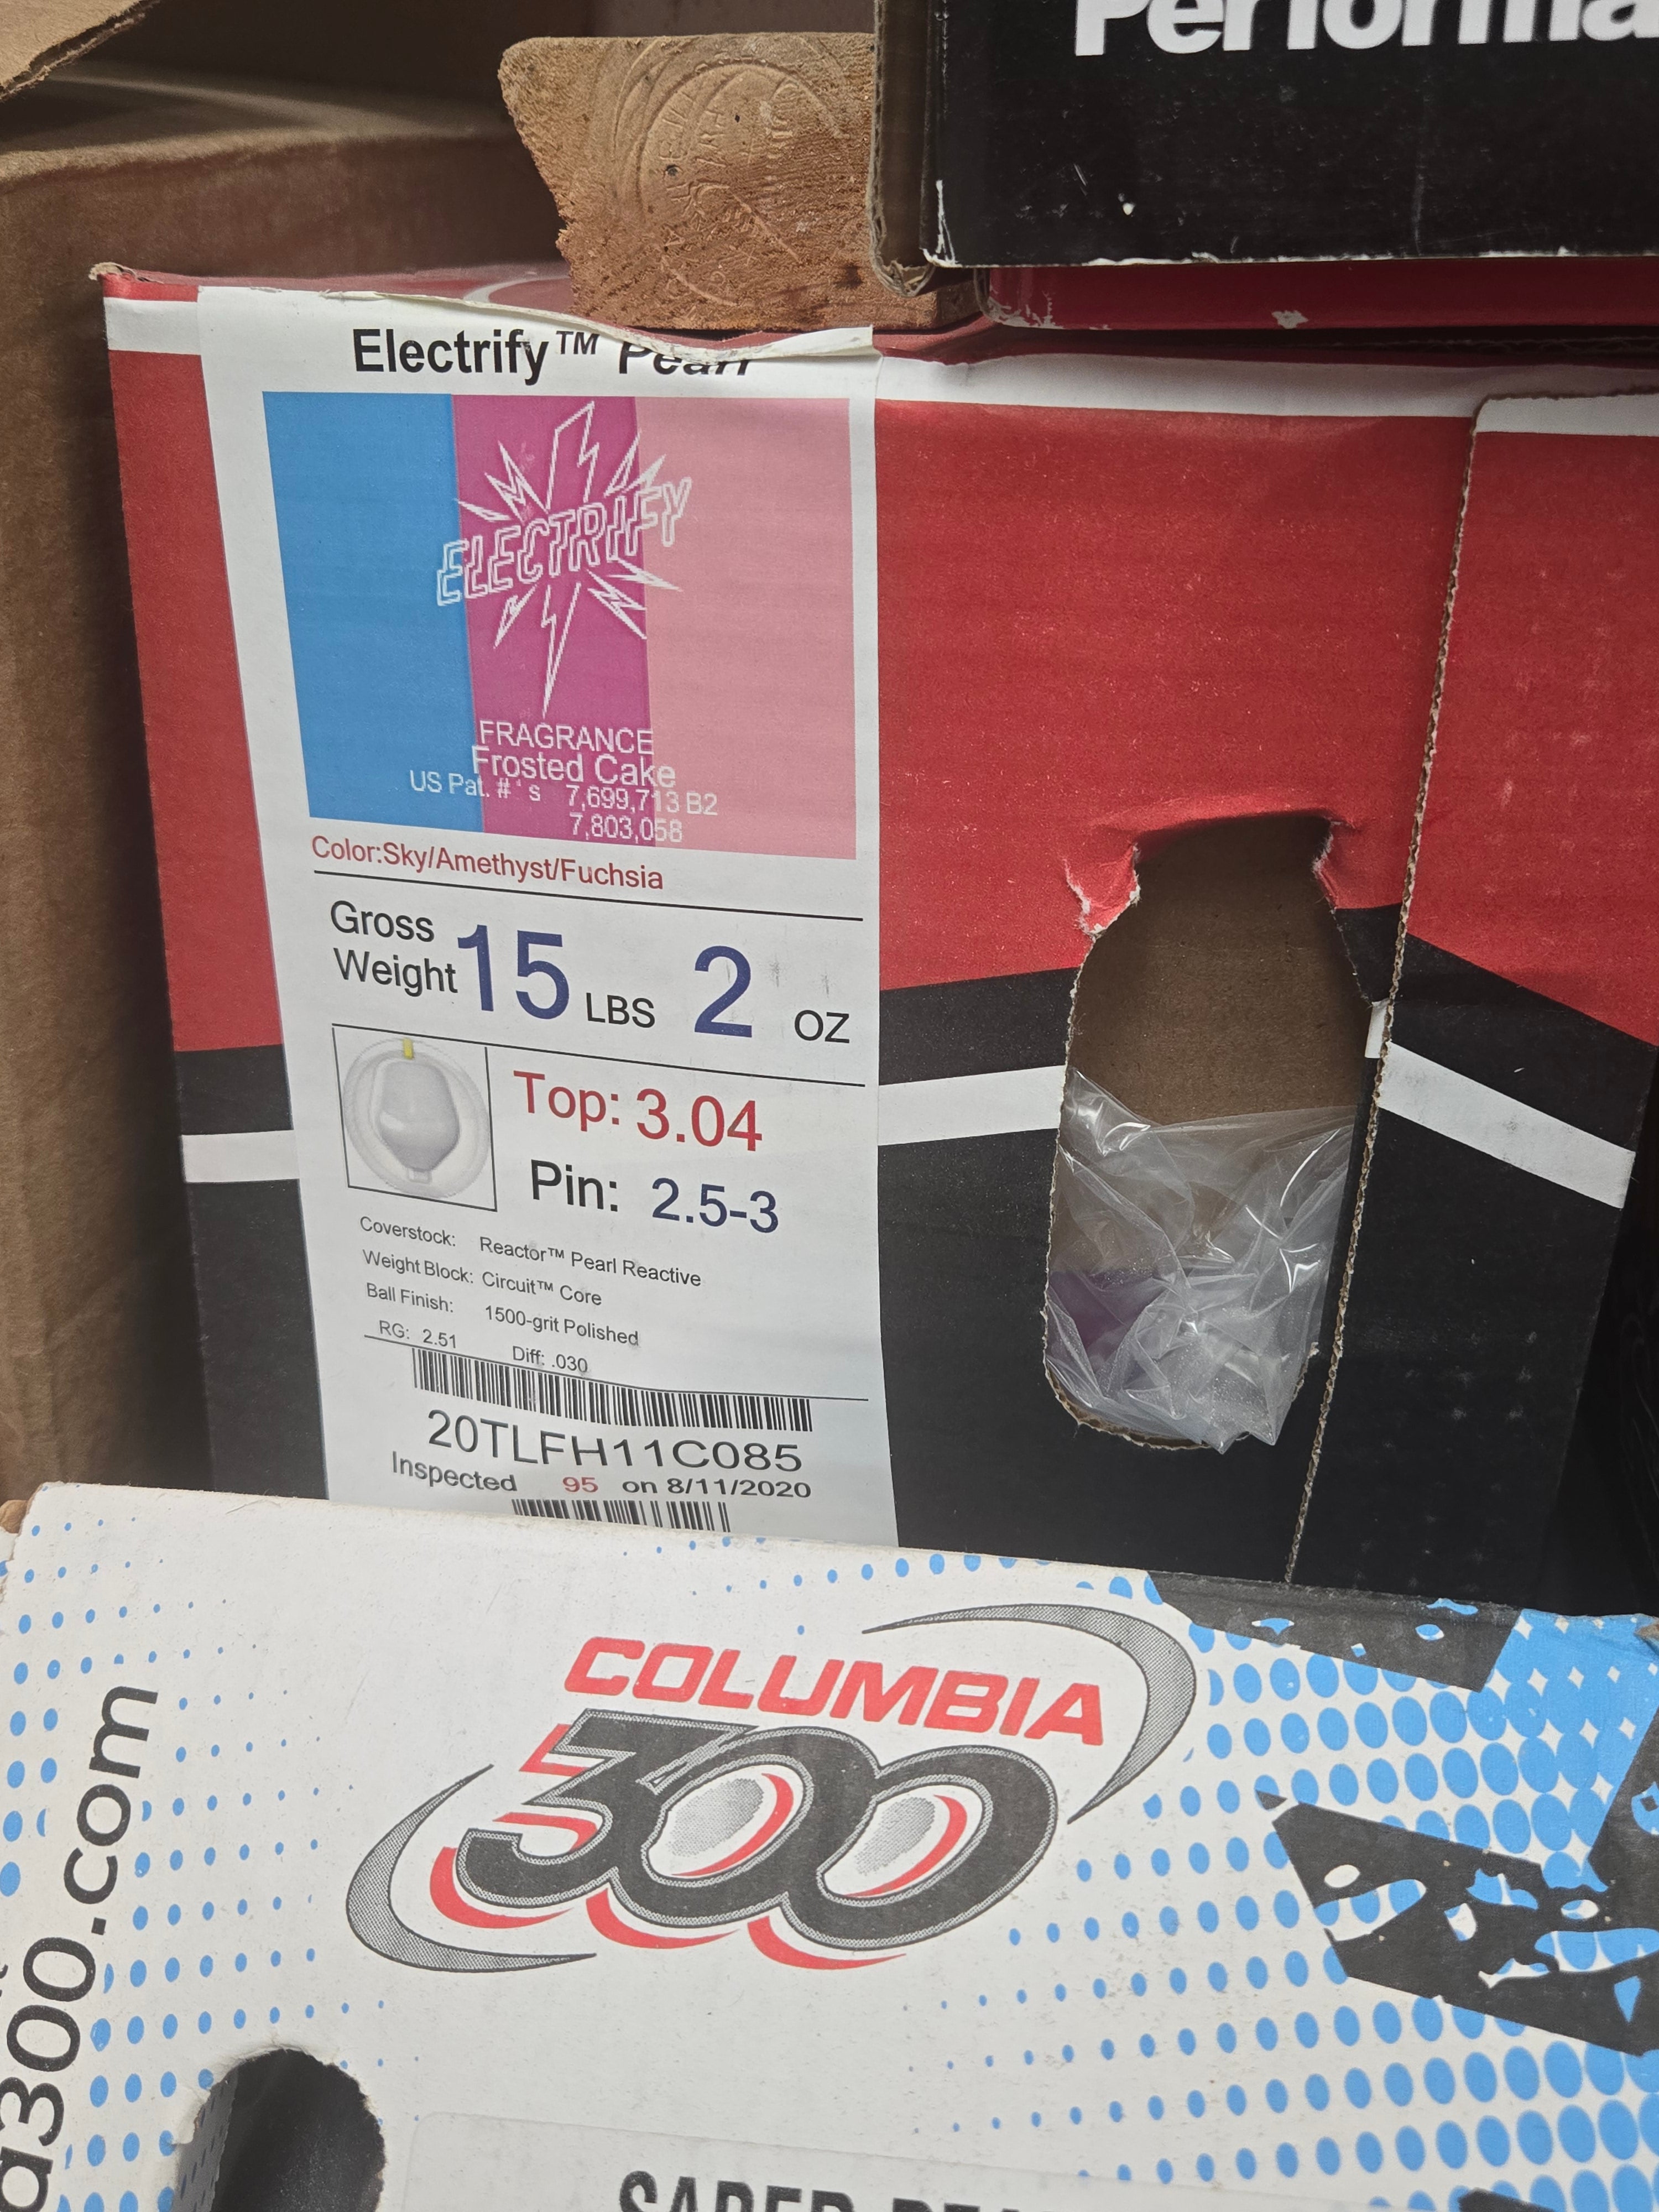 Performa
Electrify™ Pearl
ELECTRIFY
FRAGRANCE
Frosted Cake
US Pat. #'s 7,699,713 B2
7,803,058
Color:Sky/Amethyst/Fuchsia
Gross Weight 15 LBS 2 OZ
Top: 3.04
Pin: 2.5-3
Coverstock: Reactor™ Pearl Reactive
Weight Block: Circuit™ Core
Ball Finish: 1500-grit Polished
RG: 2.51 Diff: .030
20TLFH11C085
Inspected 95 on 8/11/2020
COLUMBIA
300
a300.com